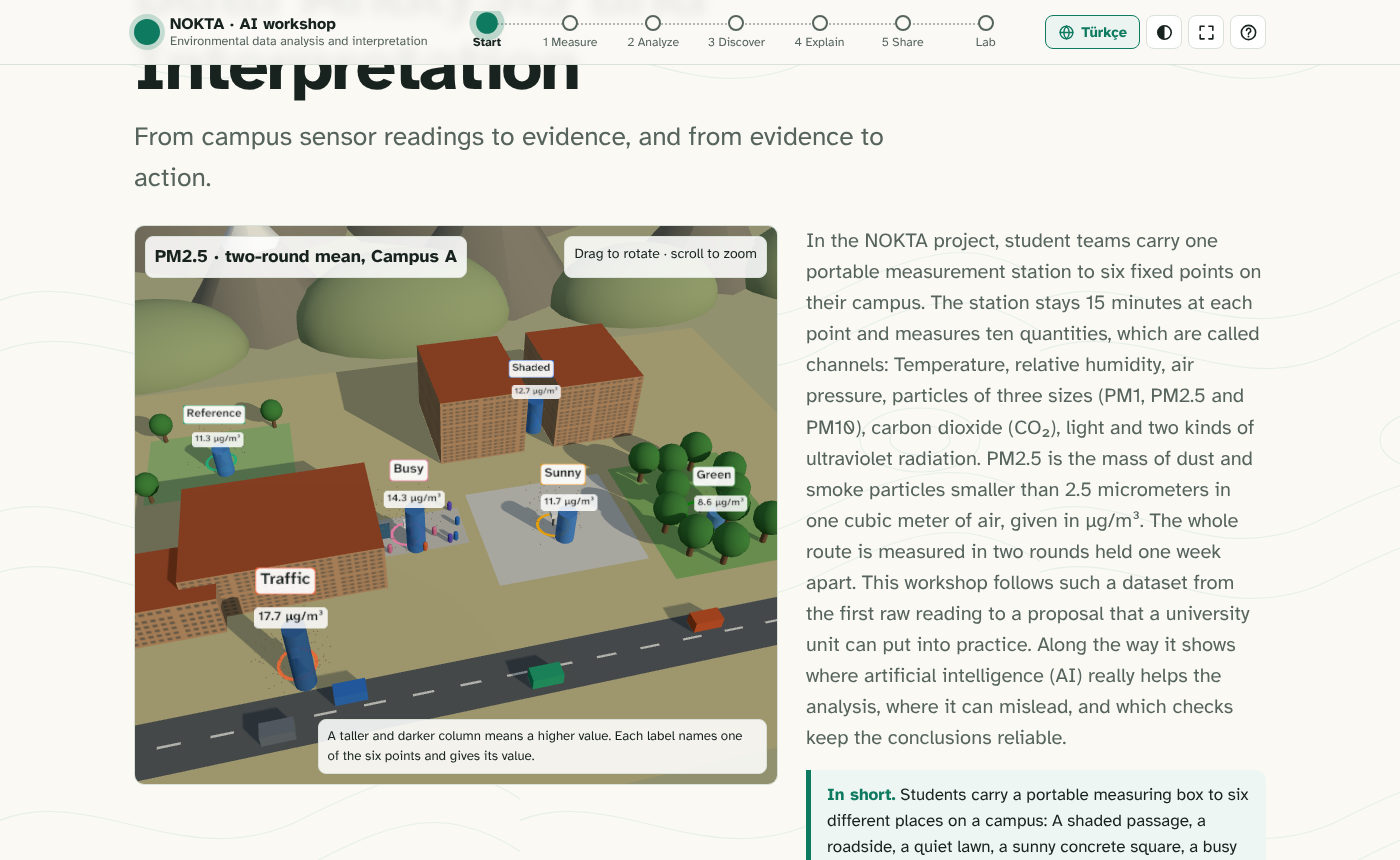 NOKTA · AI workshop
Environmental data analysis and interpretation
Start
1 Measure
2 Analyze
3 Discover
4 Explain
5 Share
Lab
Türkçe
Interpretation
From campus sensor readings to evidence, and from evidence to
action.
PM2.5 · two-round mean, Campus A
Drag to rotate · scroll to zoom
Shaded
12.7 µg/m³
Reference
11.3 µg/m³
Busy
14.3 µg/m³
Sunny
11.7 µg/m³
Green
8.6 µg/m³
Traffic
17.7 µg/m³
A taller and darker column means a higher value. Each label names one
of the six points and gives its value.
In the NOKTA project, student teams carry one
portable measurement station to six fixed points on
their campus. The station stays 15 minutes at each
point and measures ten quantities, which are called
channels: Temperature, relative humidity, air
pressure, particles of three sizes (PM1, PM2.5 and
PM10), carbon dioxide (CO₂), light and two kinds of
ultraviolet radiation. PM2.5 is the mass of dust and
smoke particles smaller than 2.5 micrometers in
one cubic meter of air, given in µg/m³. The whole
route is measured in two rounds held one week
apart. This workshop follows such a dataset from
the first raw reading to a proposal that a university
unit can put into practice. Along the way it shows
where artificial intelligence (AI) really helps the
analysis, where it can mislead, and which checks
keep the conclusions reliable.
In short. Students carry a portable measuring box to six
different places on a campus: A shaded passage, a
roadside, a quiet lawn, a sunny concrete square, a busy